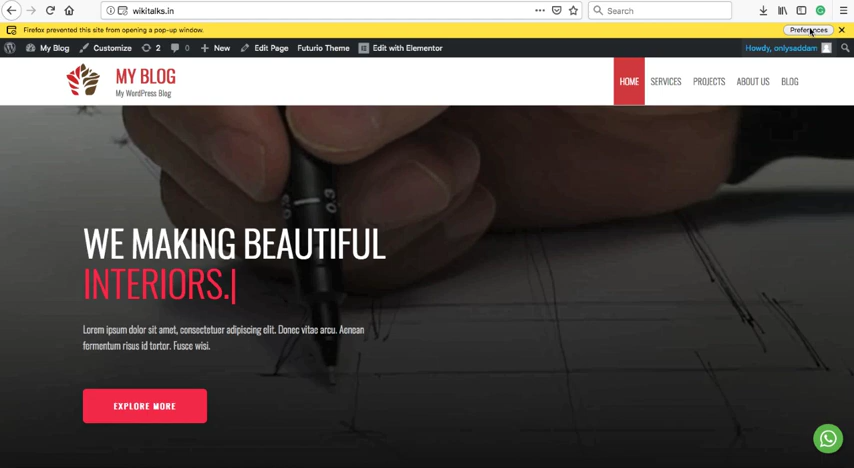 wikitalks.in
Search
Firefox prevented this site from opening a pop-up window.
Preferences
My Blog Customize 2 New Edit Page Futurio Theme Edit with Elementor Howdy, onlysaddam
MY BLOG
My WordPress Blog
HOME SERVICES PROJECTS ABOUT US BLOG
WE MAKING BEAUTIFUL
INTERIORS.|
Lorem ipsum dolor sit amet, consectetuer adipiscing elit. Donec vitae arcu. Aenean
fermentum risus id tortor. Fusce wisi.
EXPLORE MORE